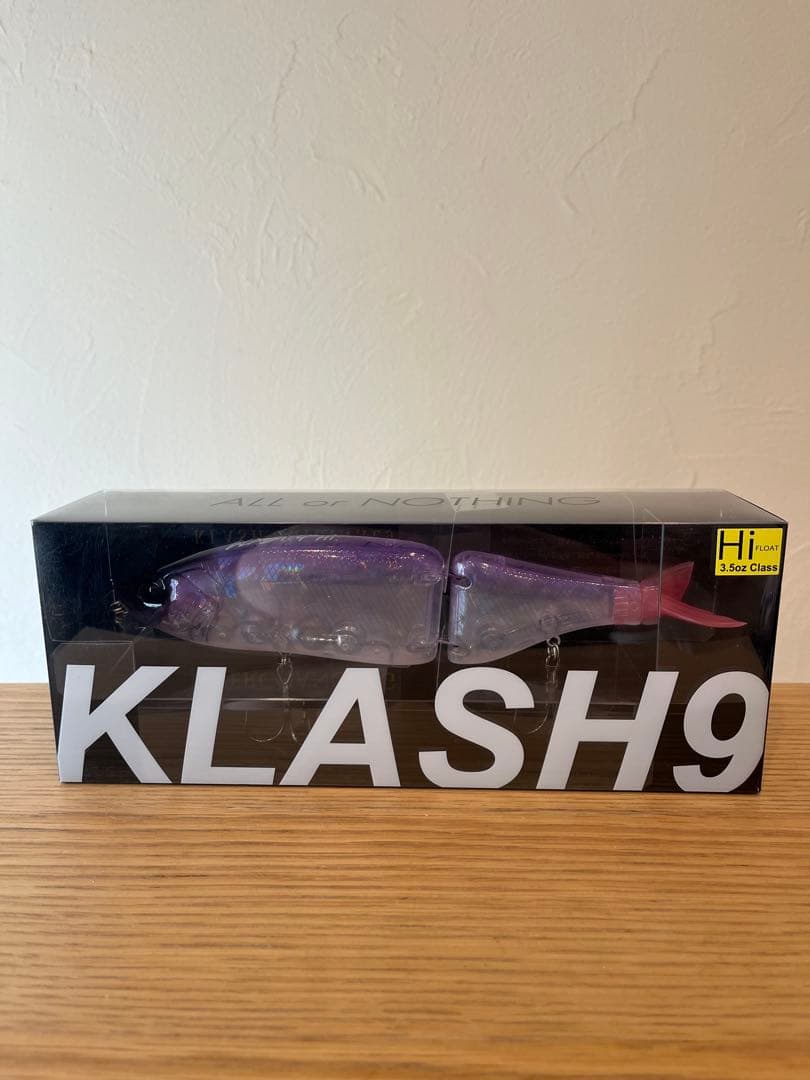 ALL or NOTHING
Hi FLOAT
3.5oz Class
KLASH9